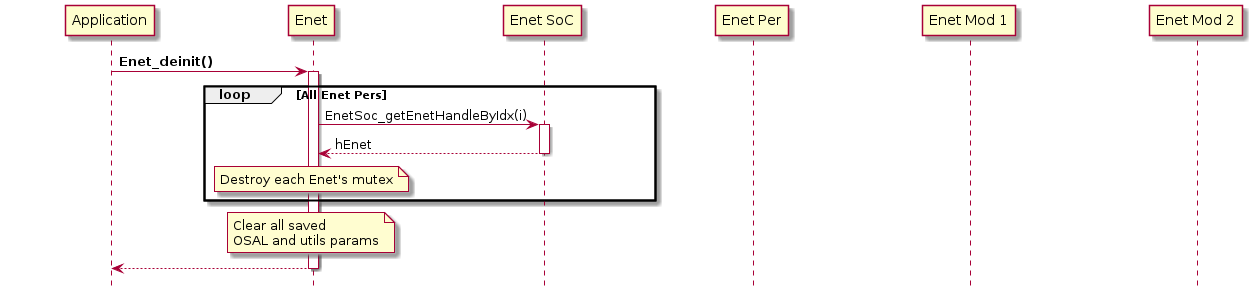 Application
Enet
Enet SoC
Enet Per
Enet Mod 1
Enet Mod 2
Enet_deinit()
loop
[All Enet Pers]
EnetSoc_getEnetHandleByIdx(i)
hEnet
Destroy each Enet's mutex
Clear all saved
OSAL and utils params